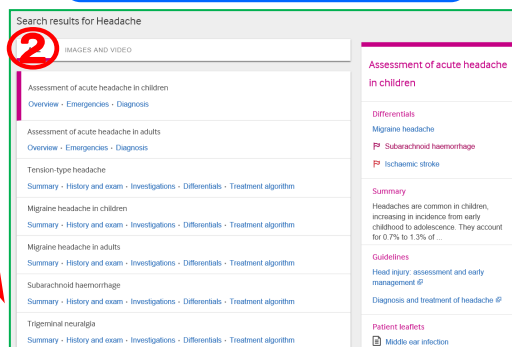 Search results for Headache
2
IMAGES AND VIDEO
Assessment of acute headache in children
Overview - Emergencies - Diagnosis
Assessment of acute headache in adults
Overview - Emergencies - Diagnosis
Tension-type headache
Summary - History and exam - Investigations - Differentials - Treatment algorithm
Migraine headache in children
Summary - History and exam - Investigations - Differentials - Treatment algorithm
Migraine headache in adults
Summary - History and exam - Investigations - Differentials - Treatment algorithm
Subarachnoid haemorrhage
Summary - History and exam - Investigations - Differentials - Treatment algorithm
Trigeminal neuralgia
Summary - History and exam - Investigations - Differentials - Treatment algorithm
Assessment of acute headache
in children
Differentials
Migraine headache
Subarachnoid haemorrhage
Ischaemic stroke
Summary
Headaches are common in children,
increasing in incidence from early
childhood to adolescence. They account
for 0.7% to 1.3% of ...
Guidelines
Head injury: assessment and early
management
Diagnosis and treatment of headache
Patient leaflets
Middle ear infection